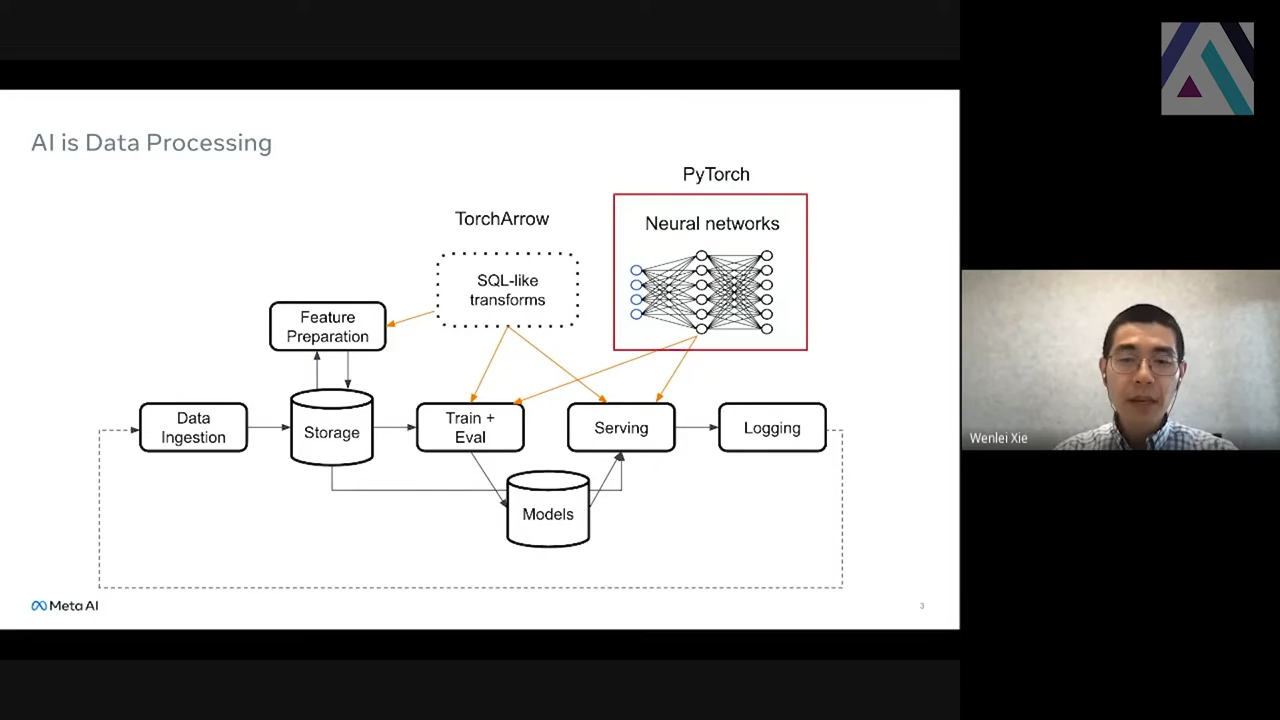 AI is Data Processing
PyTorch
TorchArrow
Neural networks
SQL-like
transforms
Feature
Preparation
Data
Ingestion
Storage
Train +
Eval
Serving
Logging
Models
Meta AI
3
Wenlei Xie